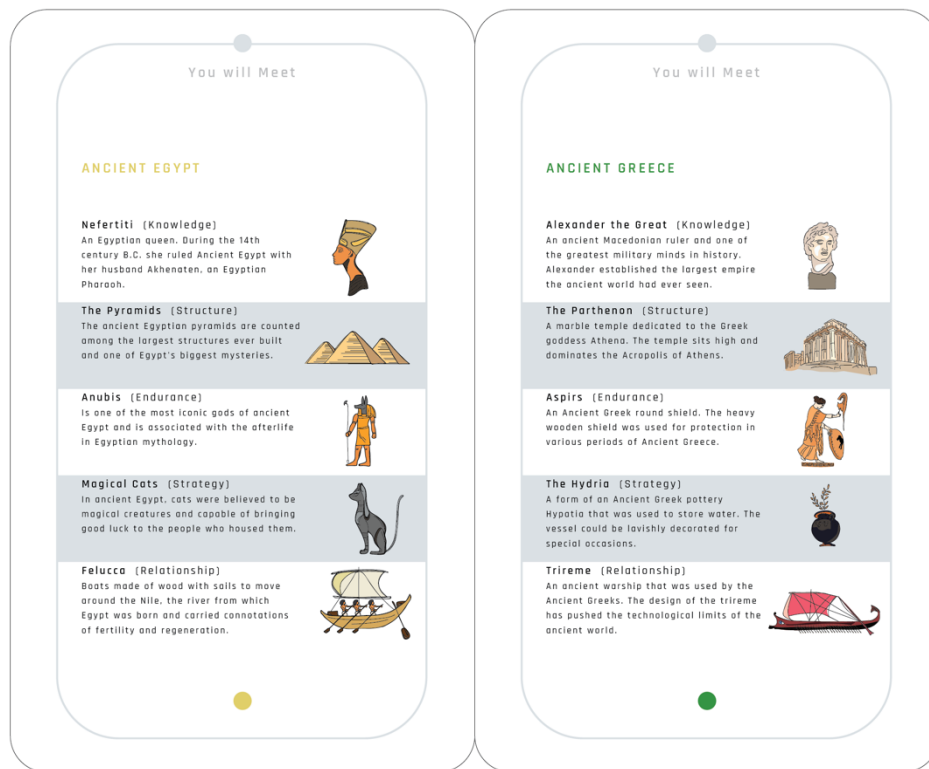 You will Meet
ANCIENT EGYPT
Nefertiti (Knowledge)
An Egyptian queen. During the 14th
century B.C. she ruled Ancient Egypt with
her husband Akhenaten, an Egyptian
Pharaoh.
The Pyramids (Structure)
The ancient Egyptian pyramids are counted
among the largest structures ever built
and one of Egypt's biggest mysteries.
Anubis (Endurance)
Is one of the most iconic gods of ancient
Egypt and is associated with the afterlife
in Egyptian mythology.
Magical Cats (Strategy)
In ancient Egypt, cats were believed to be
magical creatures and capable of bringing
good luck to the people who housed them.
Felucca (Relationship)
Boats made of wood with sails to move
around the Nile, the river from which
Egypt was born and carried connotations
of fertility and regeneration.
You will Meet
ANCIENT GREECE
Alexander the Great (Knowledge)
An ancient Macedonian ruler and one of
the greatest military minds in history.
Alexander established the largest empire
the ancient world had ever seen.
The Parthenon (Structure)
A marble temple dedicated to the Greek
goddess Athena. The temple sits high and
dominates the Acropolis of Athens.
Aspirs (Endurance)
An Ancient Greek round shield. The heavy
wooden shield was used for protection in
various periods of Ancient Greece.
The Hydria (Strategy)
A form of an Ancient Greek pottery
Hypatia that was used to store water. The
vessel could be lavishly decorated for
special occasions.
Trireme (Relationship)
An ancient warship that was used by the
Ancient Greeks. The design of the trireme
has pushed the technological limits of the
ancient world.